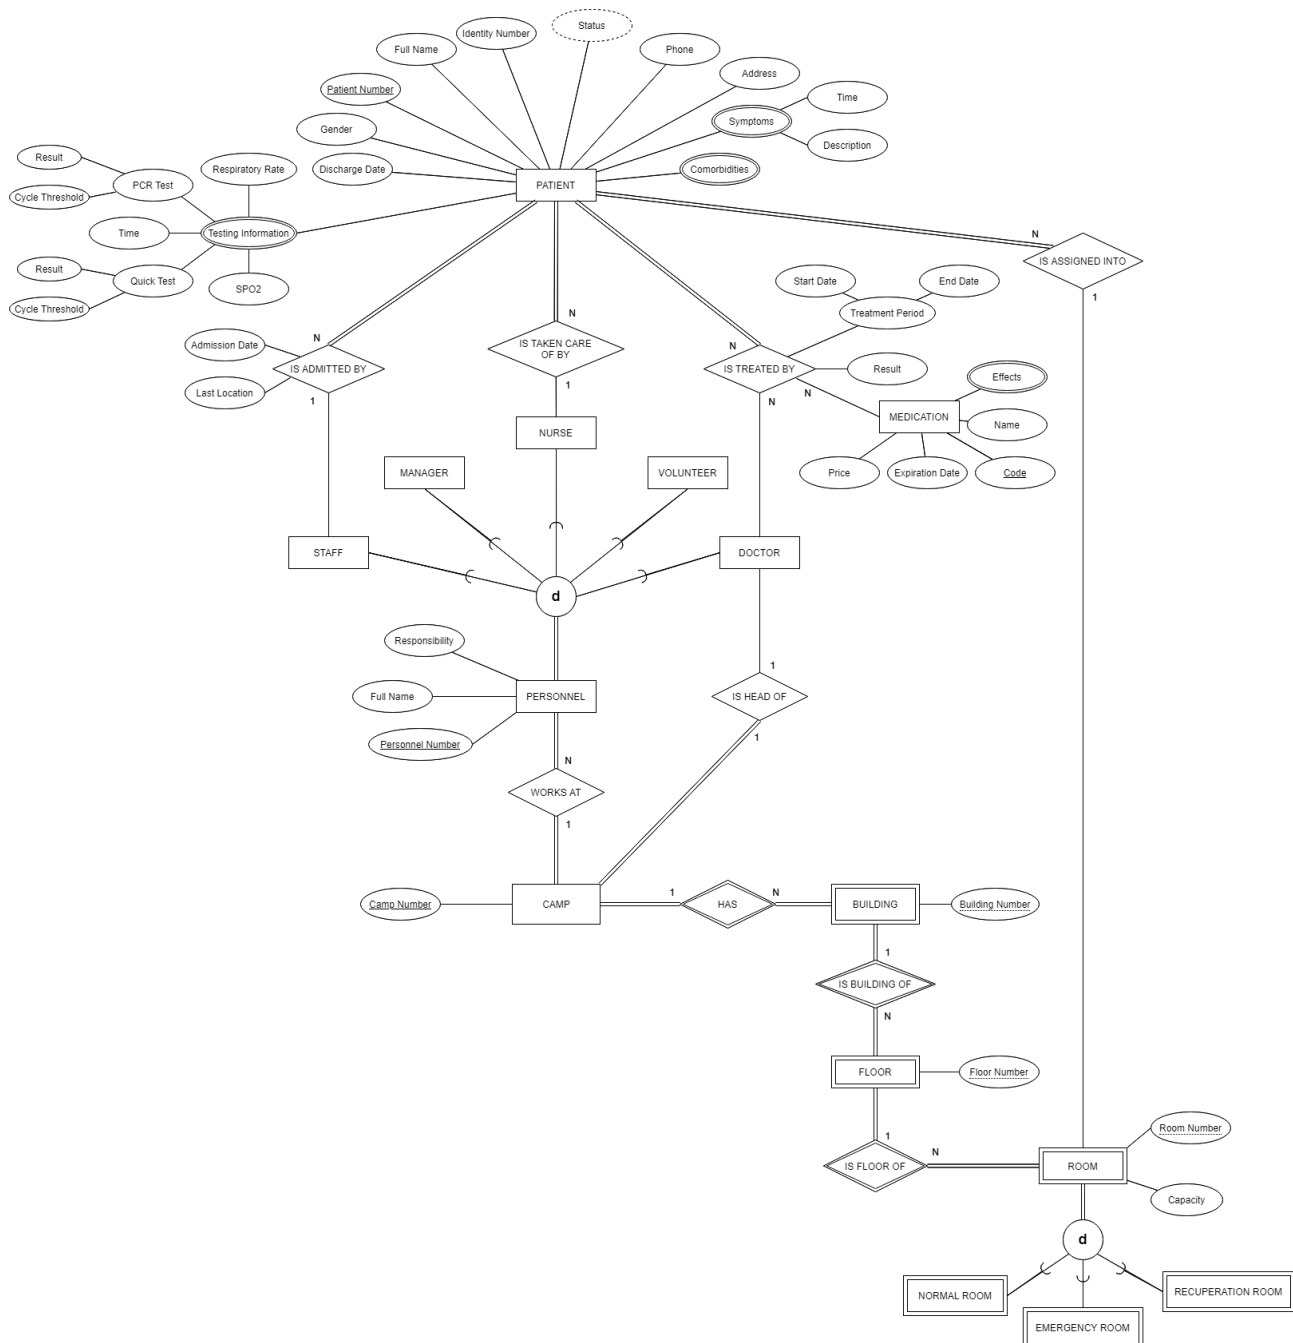 Status
Identity Number
Full Name
Phone
Address
Patient Number
Time
Symptoms
Gender
Description
Result
Respiratory Rate
Discharge Date
Comorbidities
PCR Test
PATIENT
Cycle Threshold
Time
Testing Information
N
IS ASSIGNED INTO
Result
Quick Test
SPO2
Start Date
End Date
1
Cycle Threshold
Treatment Period
N
Admission Date
N
IS TAKEN CARE
OF BY
N
IS ADMITTED BY
IS TREATED BY
Result
Effects
1
Last Location
N
1
N
MEDICATION
Name
NURSE
MANAGER
VOLUNTEER
Price
Expiration Date
Code
STAFF
DOCTOR
d
Responsibility
1
Full Name
PERSONNEL
IS HEAD OF
Personnel Number
1
N
WORKS AT
1
1
N
Camp Number
CAMP
HAS
BUILDING
Building Number
1
IS BUILDING OF
N
FLOOR
Floor Number
1
Room Number
N
IS FLOOR OF
ROOM
Capacity
d
NORMAL ROOM
RECUPERATION ROOM
EMERGENCY ROOM